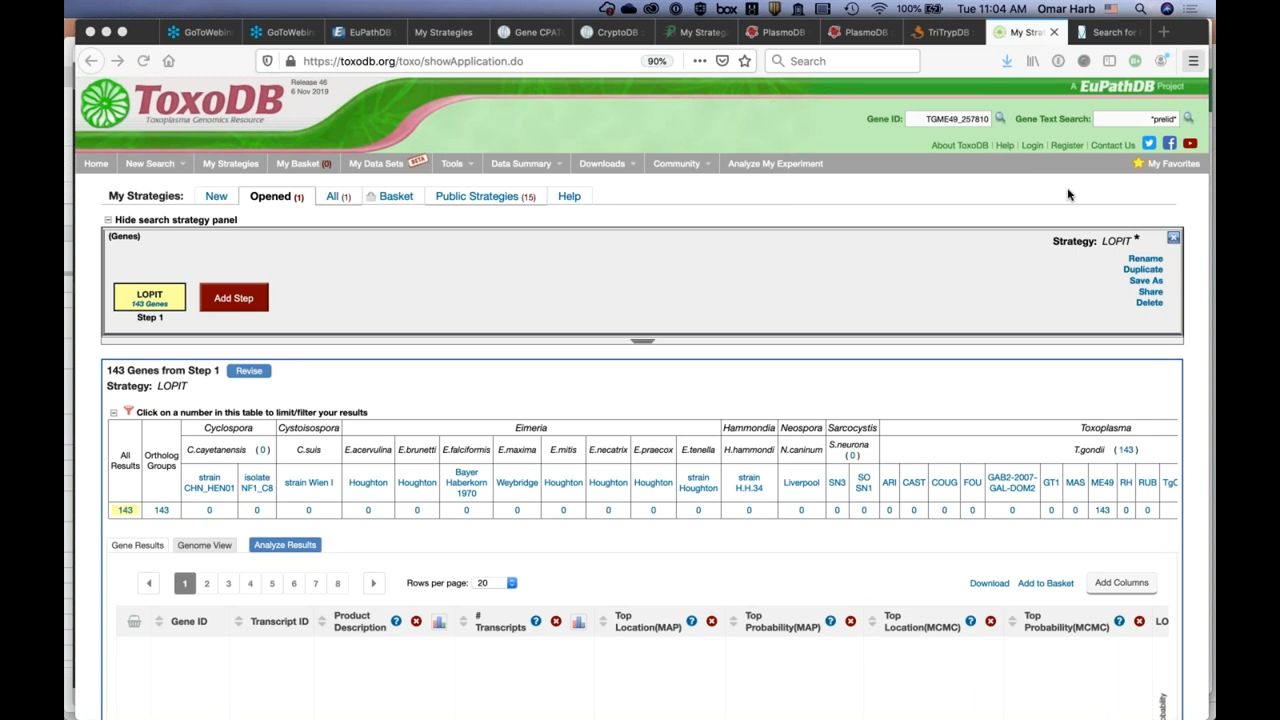 box
100%
Tue 11:04 AM Omar Harb
GoToWebin
GoToWebin
EuPathDB
My Strategies
Gene CPAT
CryptoDB
My Strateg
PlasmoDB
PlasmoDB
TriTrypDB
My Strat
Search for
https://toxodb.org/toxo/showApplication.do
90%
Search
ToxoDB
Toxoplasma Genomics Resource
Release 46
6 Nov 2019
A EuPathDB Project
Gene ID: TGME49_257810
Gene Text Search: *prelid*
About ToxoDB | Help | Login | Register | Contact Us
Home
New Search
My Strategies
My Basket (0)
My Data Sets BETA
Tools
Data Summary
Downloads
Community
Analyze My Experiment
My Favorites
My Strategies:
New
Opened (1)
All (1)
Basket
Public Strategies (15)
Help
Hide search strategy panel
(Genes)
Strategy: LOPIT *
Rename
Duplicate
Save As
Share
Delete
LOPIT
143 Genes
Step 1
Add Step
143 Genes from Step 1 Revise
Strategy: LOPIT
Click on a number in this table to limit/filter your results
All Results
Ortholog Groups
Cyclospora Cystoisospora Eimeria Hammondia Neospora Sarcocystis Toxoplasma
C.cayetanensis (0) C.suis E.acervulina E.brunetti E.falciformis E.maxima E.mitis E.necatrix E.praecox E.tenella H.hammondi N.caninum S.neurona (0) T.gondii (143)
strain CHN_HEN01 isolate NF1_C8 strain Wien I Houghton Houghton Bayer Haberkorn 1970 Weybridge Houghton Houghton Houghton strain Houghton strain H.H.34 Liverpool SN3 SO SN1 ARI CAST COUG FOU GAB2-2007-GAL-DOM2 GT1 MAS ME49 RH RUB TgC
143 143 0 0 0 0 0 0 0 0 0 0 0 0 0 0 0 0 0 0 0 0 0 0 143 0 0
Gene Results
Genome View
Analyze Results
1 2 3 4 5 6 7 8
Rows per page: 20
Download
Add to Basket
Add Columns
Gene ID
Transcript ID
Product Description
# Transcripts
Top Location(MAP)
Top Probability(MAP)
Top Location(MCMC)
Top Probability(MCMC)
LO